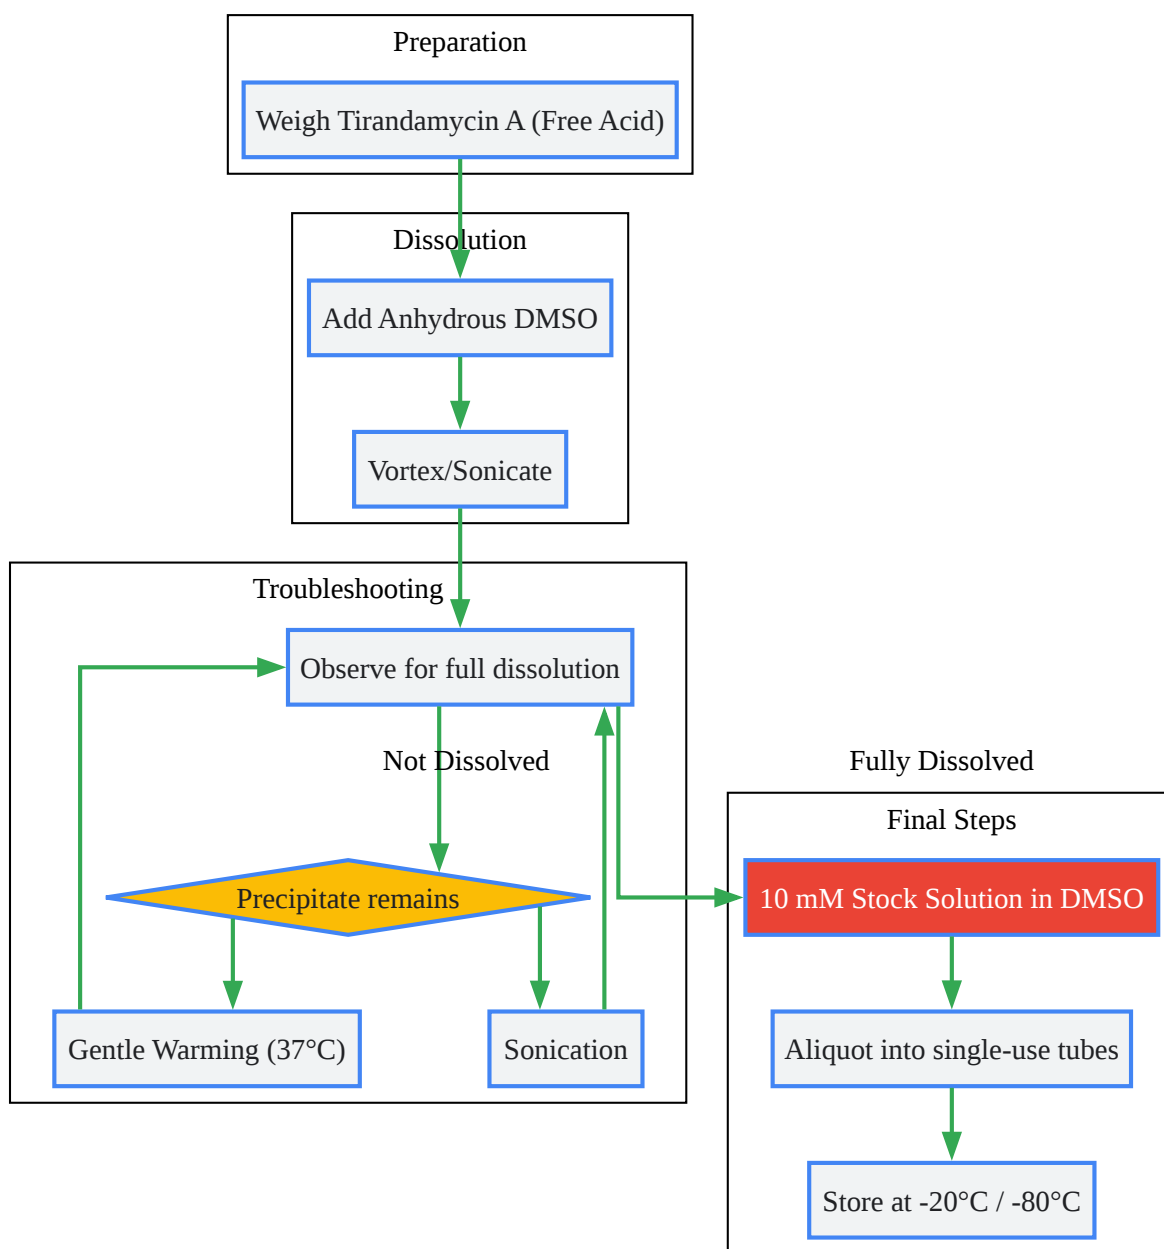 Preparation
Weigh Tirandamycin A (Free Acid)
Dissolution
Add Anhydrous DMSO
Vortex/Sonicate
Troubleshooting
Observe for full dissolution
Not Dissolved
Fully Dissolved
Final Steps
Precipitate remains
10 mM Stock Solution in DMSO
Gentle Warming (37°C)
Sonication
Aliquot into single-use tubes
Store at -20°C / -80°C